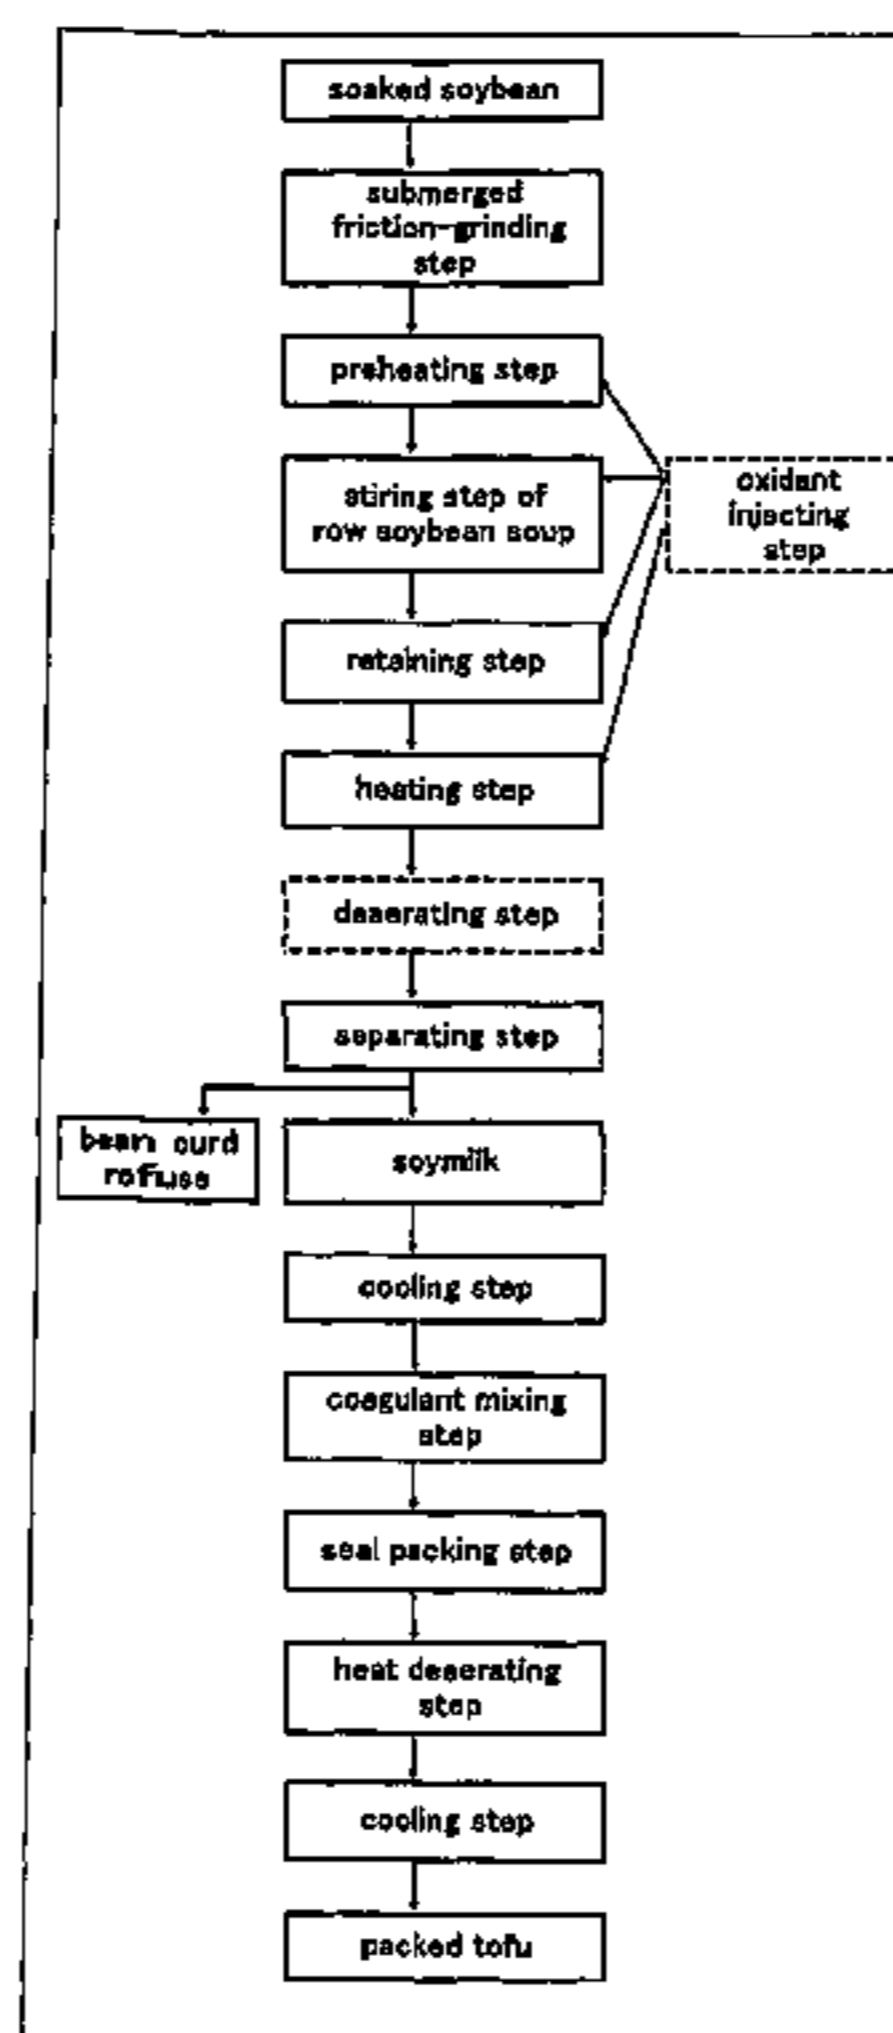 soaked soybean
submerged
friction-grinding
step
preheating step
stiring step of
row soybean soup
oxidant
injecting
step
retaining step
heating step
deaerating step
separating step
bean curd
refuse
soymilk
cooling step
coagulant mixing
step
seal packing step
heat deaerating
step
cooling step
packed tofu